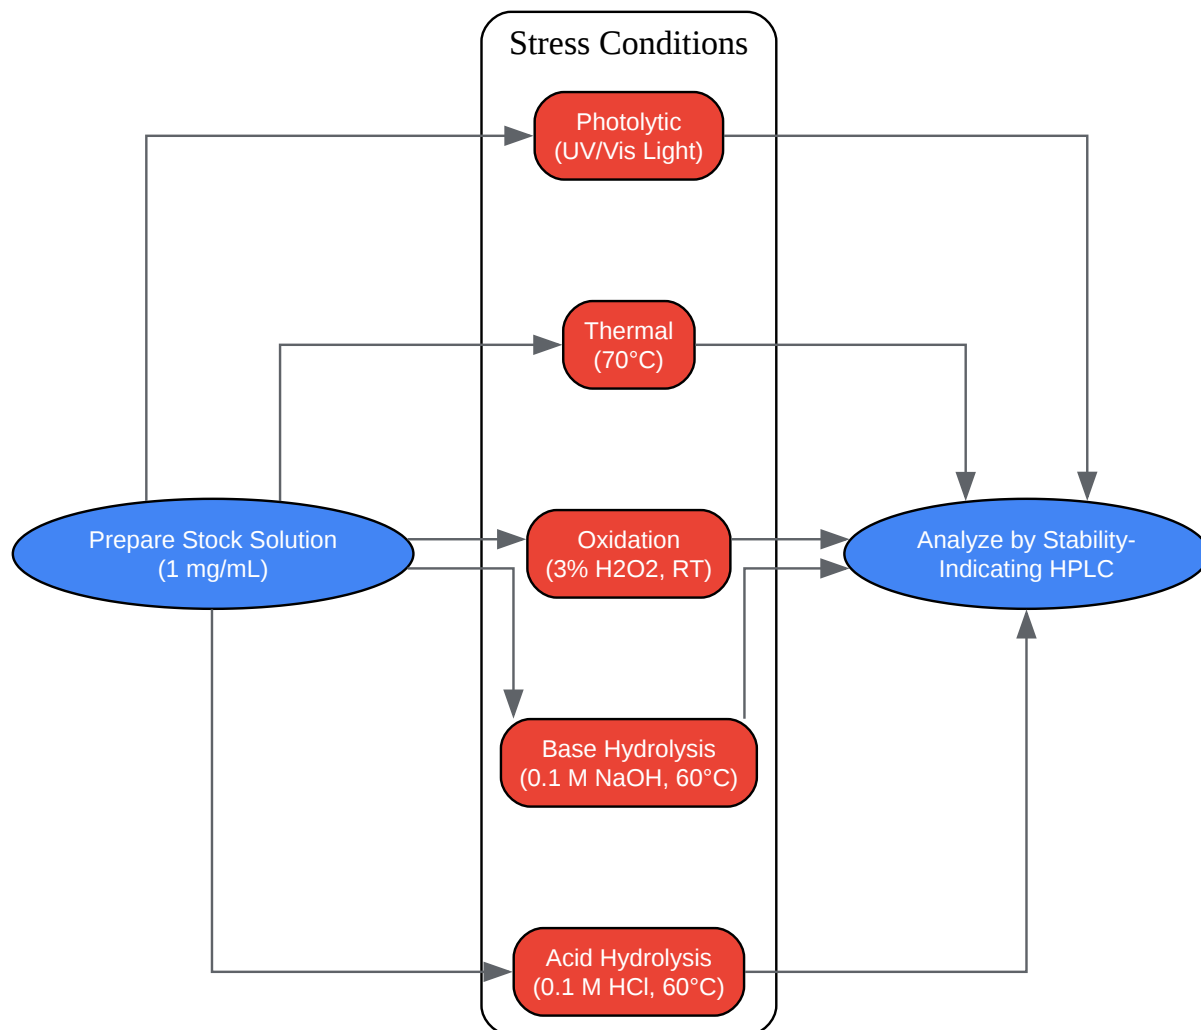 Stress Conditions
Photolytic
(UV/Vis Light)
Thermal
(70°C)
Prepare Stock Solution
(1 mg/mL)
Oxidation
(3% H2O2, RT)
Analyze by Stability-
Indicating HPLC
Base Hydrolysis
(0.1 M NaOH, 60°C)
Acid Hydrolysis
(0.1 M HCl, 60°C)